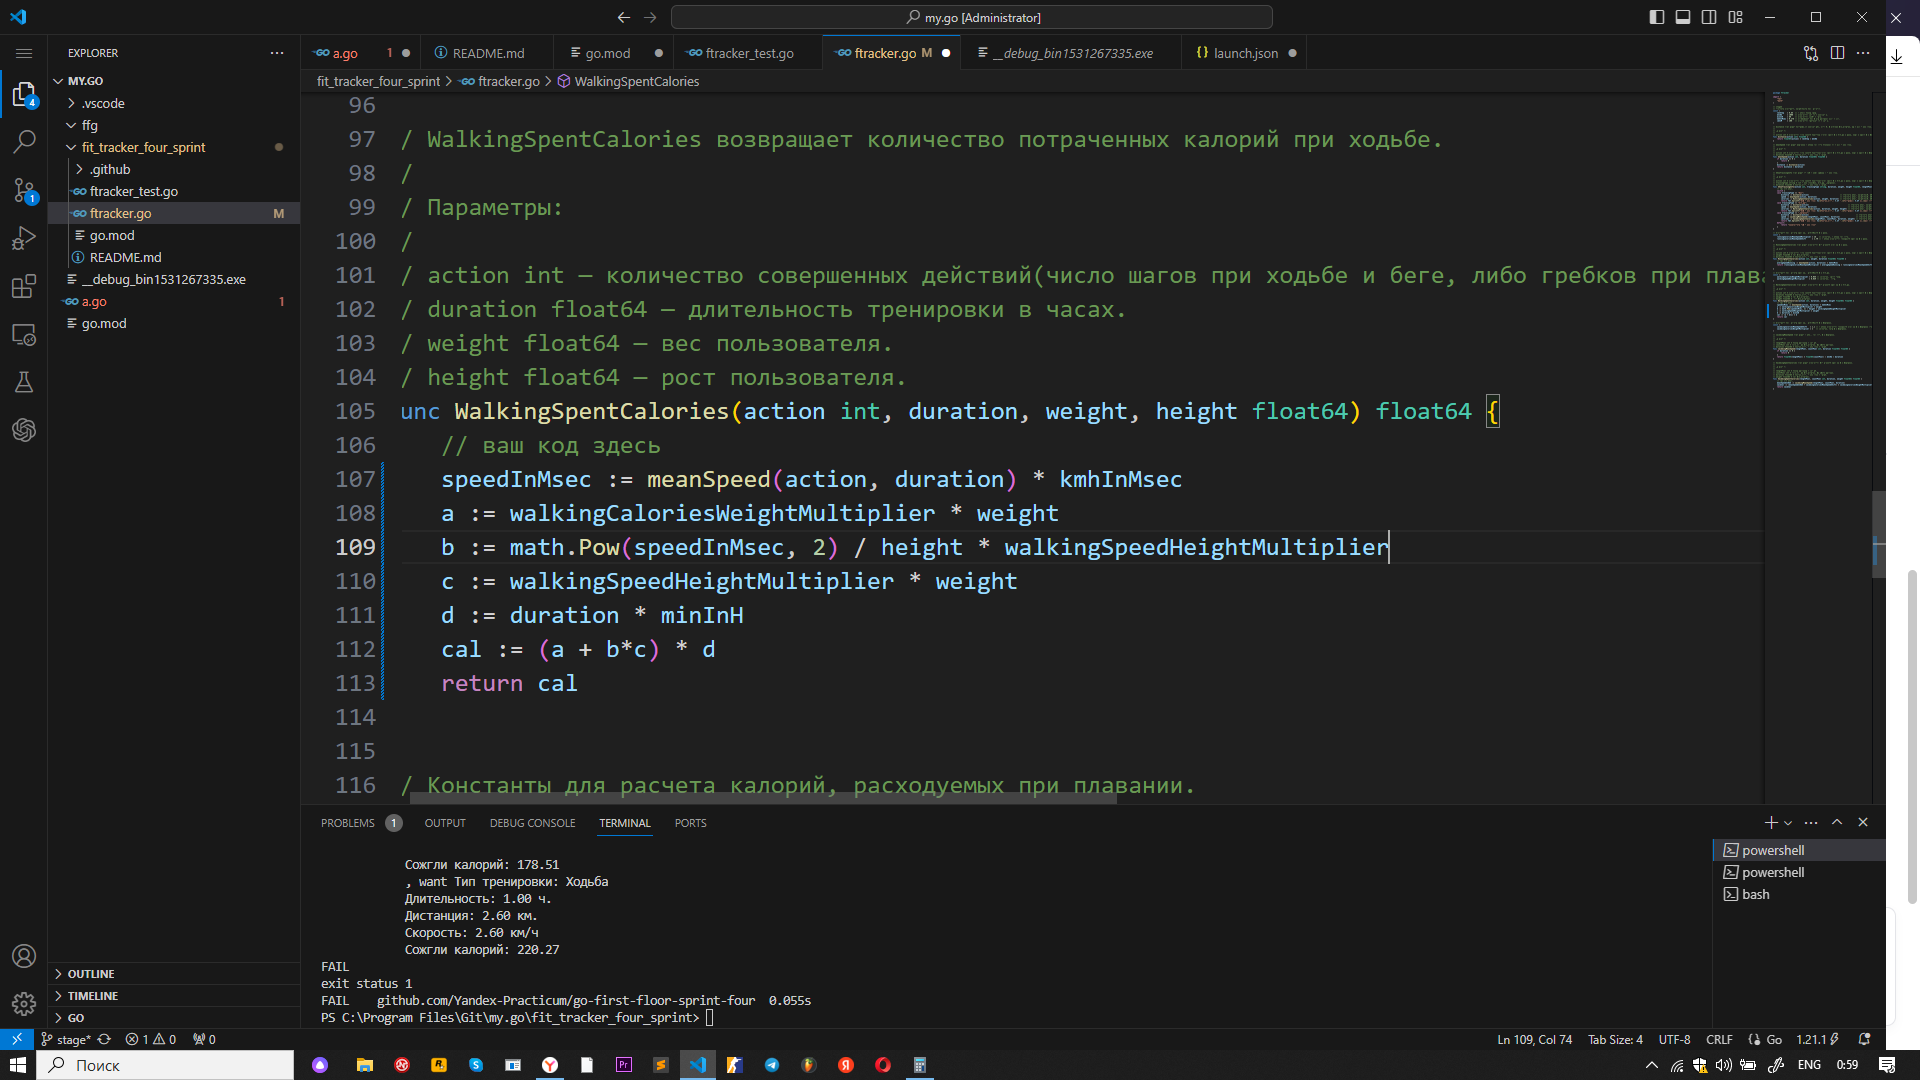 my.go [Administrator]
EXPLORER
MY.GO
.vscode
ffg
fit_tracker_four_sprint
.github
ftracker_test.go
ftracker.go M
go.mod
README.md
__debug_bin1531267335.exe
a.go 1
go.mod
OUTLINE
TIMELINE
GO
a.go 1
README.md
go.mod
ftracker_test.go
ftracker.go M
__debug_bin1531267335.exe
launch.json
fit_tracker_four_sprint > ftracker.go > WalkingSpentCalories
96
97 / WalkingSpentCalories возвращает количество потраченных калорий при ходьбе.
98 /
99 / Параметры:
100 /
101 / action int — количество совершенных действий(число шагов при ходьбе и беге, либо гребков при плава
102 / duration float64 — длительность тренировки в часах.
103 / weight float64 — вес пользователя.
104 / height float64 — рост пользователя.
105 unc WalkingSpentCalories(action int, duration, weight, height float64) float64 {
106 // ваш код здесь
107 speedInMsec := meanSpeed(action, duration) * kmhInMsec
108 a := walkingCaloriesWeightMultiplier * weight
109 b := math.Pow(speedInMsec, 2) / height * walkingSpeedHeightMultiplier
110 c := walkingSpeedHeightMultiplier * weight
111 d := duration * minInH
112 cal := (a + b*c) * d
113 return cal
114
115
116 / Константы для расчета калорий, расходуемых при плавании.
PROBLEMS 1 OUTPUT DEBUG CONSOLE TERMINAL PORTS
Сожгли калорий: 178.51
, want Тип тренировки: Ходьба
Длительность: 1.00 ч.
Дистанция: 2.60 км.
Скорость: 2.60 км/ч
Сожгли калорий: 220.27
FAIL
exit status 1
FAIL github.com/Yandex-Practicum/go-first-floor-sprint-four 0.055s
PS C:\Program Files\Git\my.go\fit_tracker_four_sprint>
powershell
powershell
bash
stage* 1 0 0
Ln 109, Col 74 Tab Size: 4 UTF-8 CRLF Go 1.21.1
Поиск
ENG 0:59